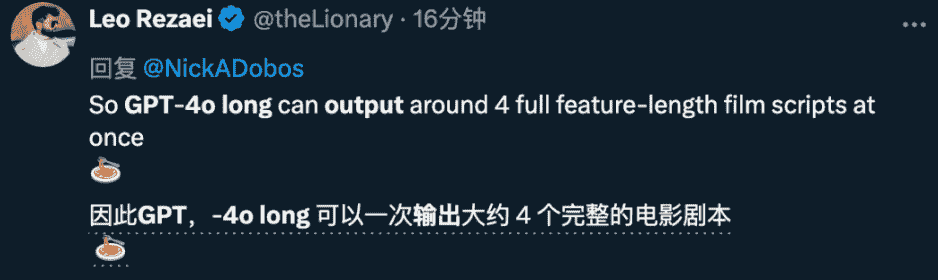 Leo Rezaei @theLionary · 16分钟
回复 @NickADobos
So GPT-4o long can output around 4 full feature-length film scripts at
once
🍝
因此GPT，-4o long 可以一次输出大约 4 个完整的电影剧本
🍝